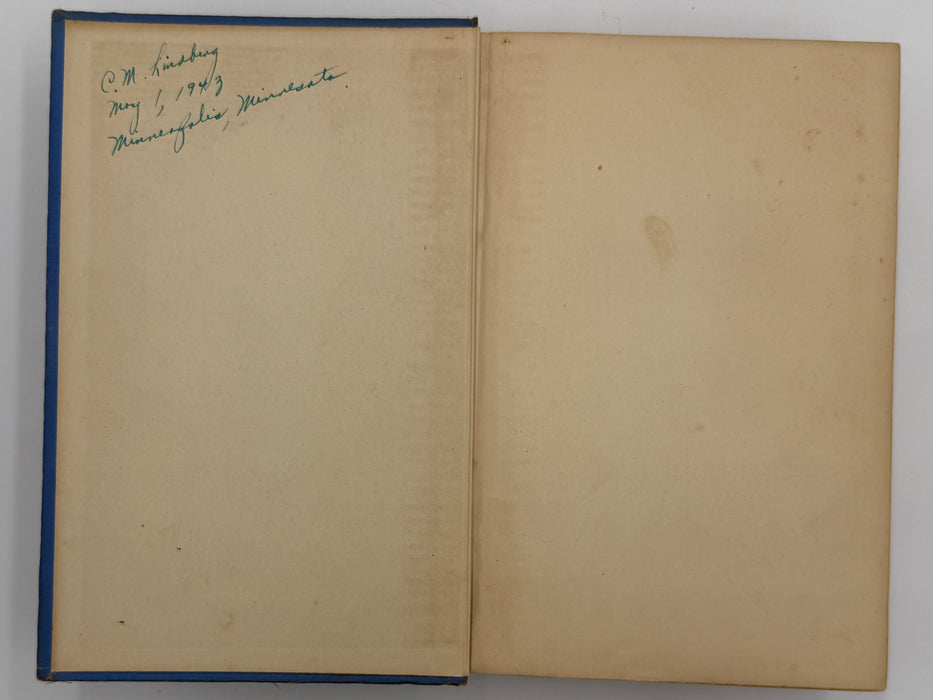 C. M. Lindberg
May 1, 1943
Minneapolis, Minnesota.